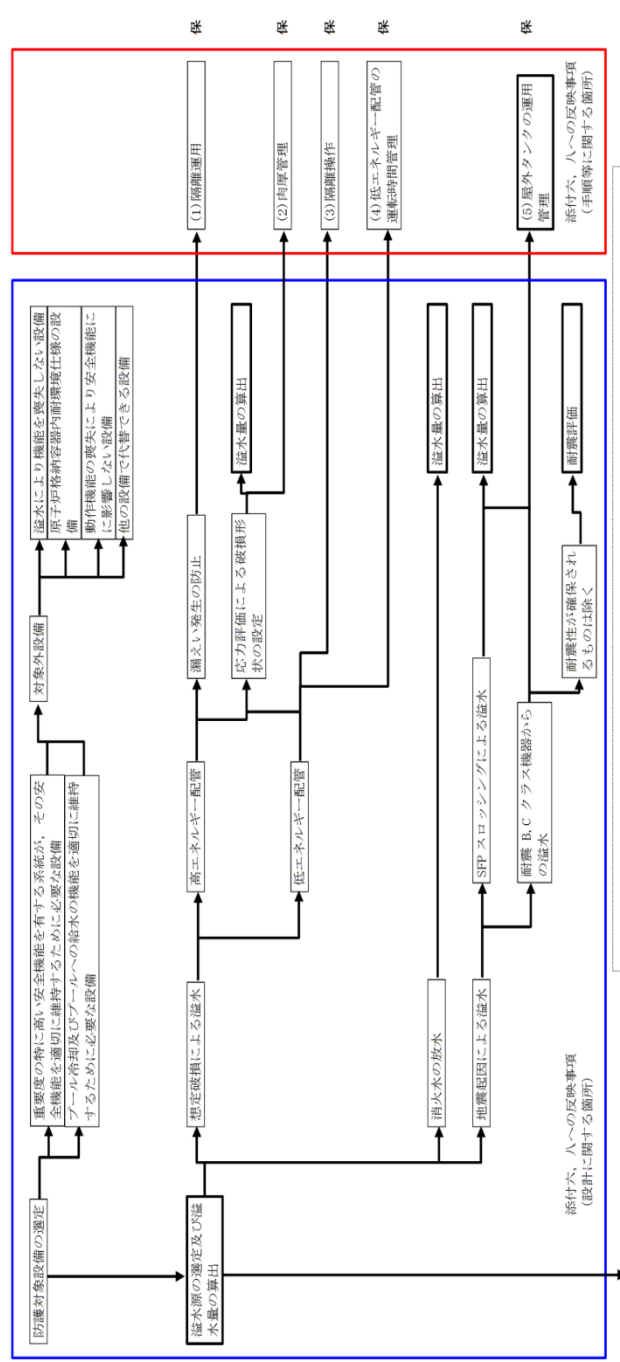 防護対象設備の選定
重要度の特に高い安全機能を有する系統が，その安
全機能を適切に維持するために必要な設備
プール冷却及びプールへの給水の機能を適切に維持
するために必要な設備
対象外設備
溢水により機能を喪失しない設備
原子炉格納容器内耐環境仕様の設
備
動作機能の喪失により安全機能に
影響しない設備
他の設備で代替できる設備
溢水源の選定及び溢
水量の算出
想定破損による溢水
高エネルギー配管
漏えい発生の防止
(1)隔離運用
保
応力評価による破損形
状の設定
溢水量の算出
(2)肉厚管理
保
低エネルギー配管
(3)隔離操作
保
(4)低エネルギー配管の
運転時間管理
保
消火水の放水
溢水量の算出
地震起因による溢水
SFP スロッシングによる溢水
溢水量の算出
耐震 B,C クラス機器から
の溢水
(5)屋外タンクの運用
管理
保
耐震性が確保され
るものは除く
耐震評価
添付六，八への反映事項
（設計に関する箇所）
添付六，八への反映事項
（手順等に関する箇所）